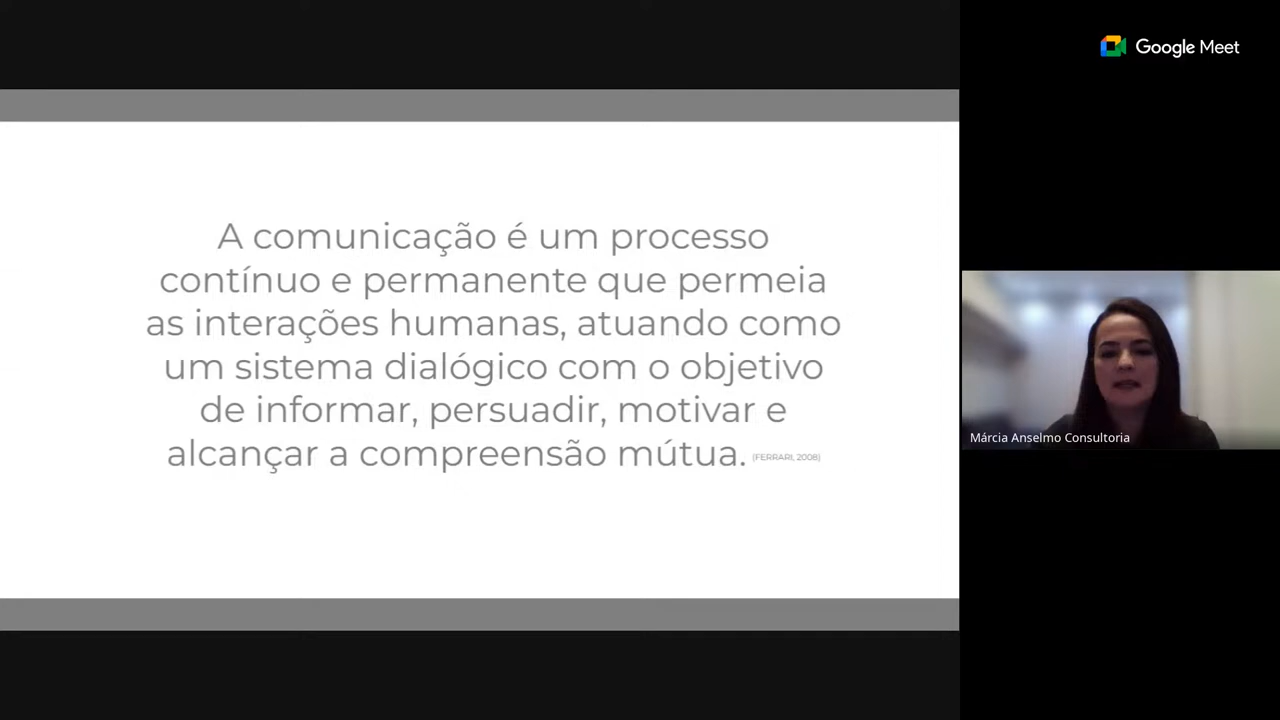 Google Meet
A comunicação é um processo
contínuo e permanente que permeia
as interações humanas, atuando como
um sistema dialógico com o objetivo
de informar, persuadir, motivar e
alcançar a compreensão mútua. (FERRARI, 2008)
Márcia Anselmo Consultoria